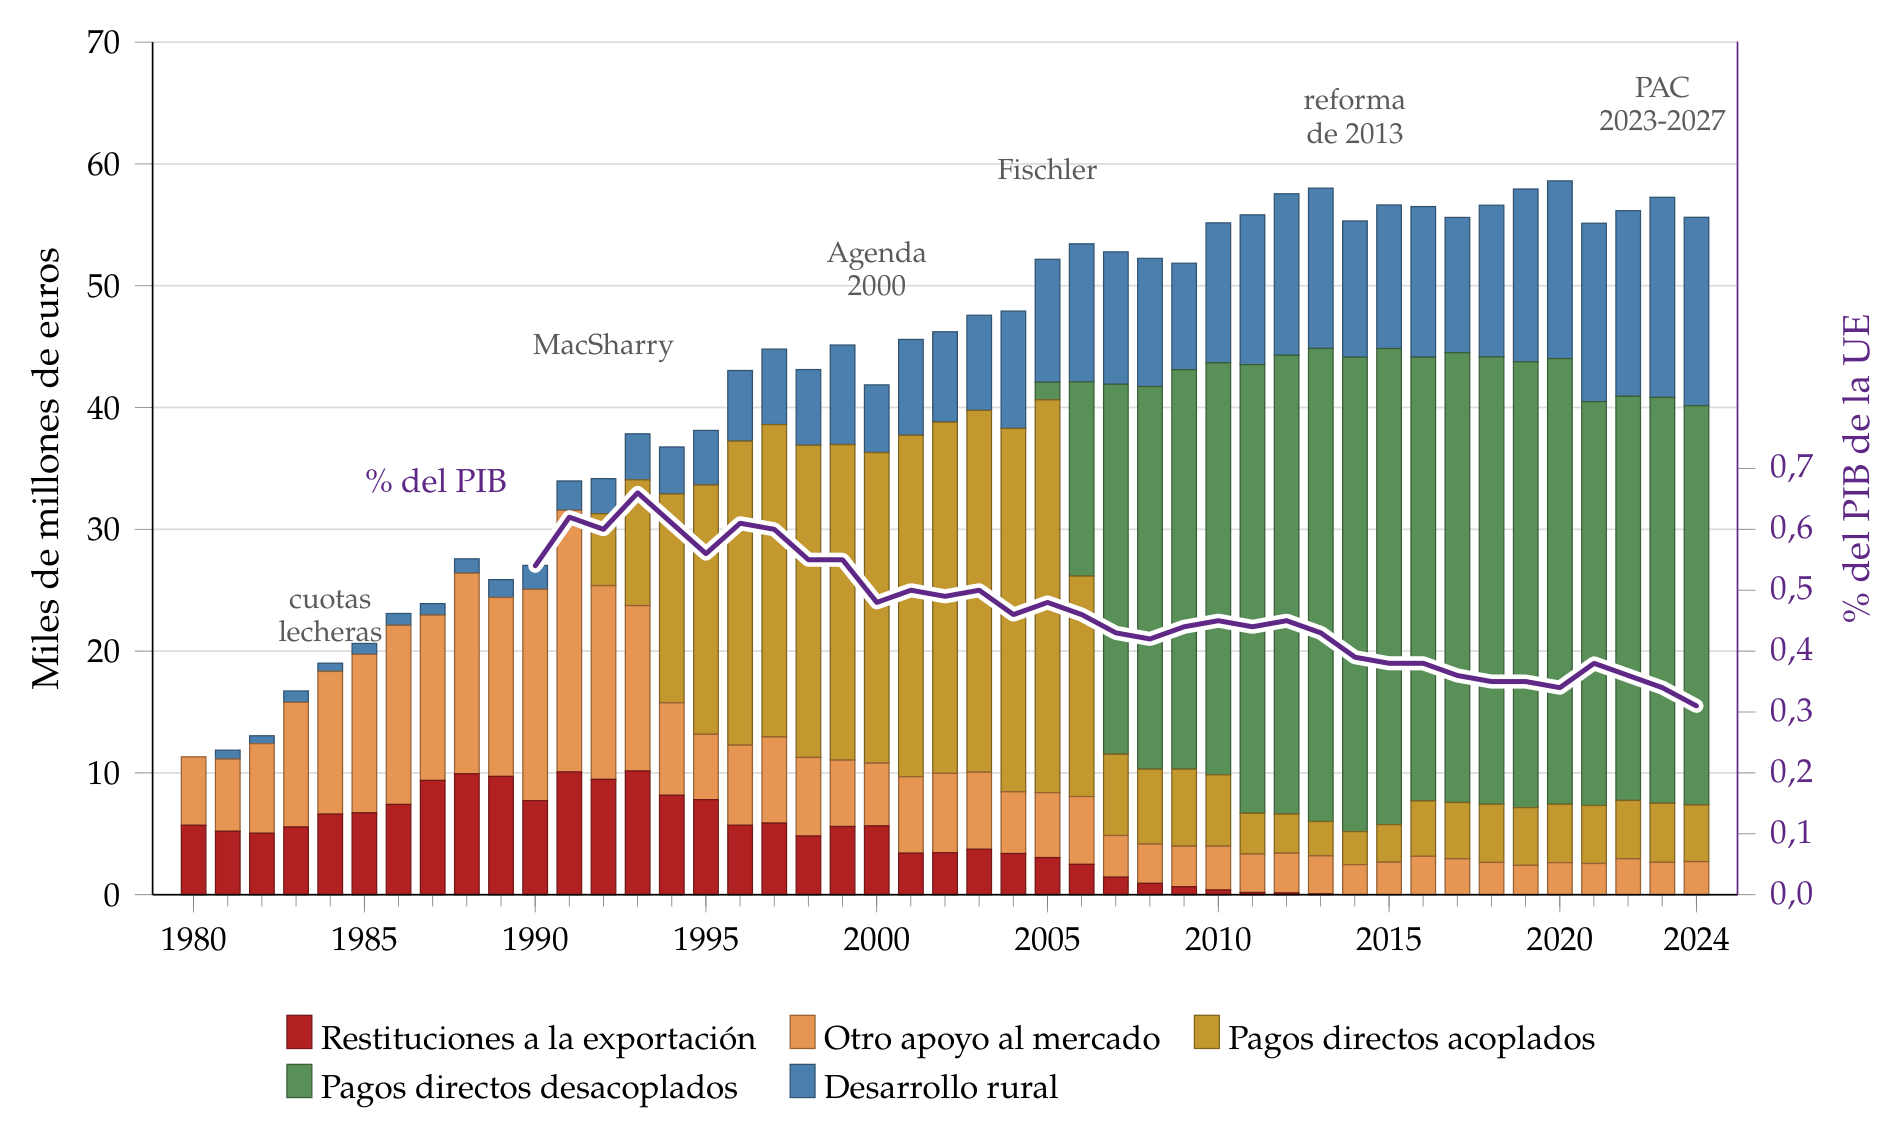 70
60
50
40
30
20
10
0
Miles de millones de euros
PAC
2023-2027
reforma
de 2013
Fischler
Agenda
2000
MacSharry
% del PIB
cuotas
lecheras
0,7
0,6
0,5
0,4
0,3
0,2
0,1
0,0
% del PIB de la UE
1980 1985 1990 1995 2000 2005 2010 2015 2020 2024
Restituciones a la exportación Otro apoyo al mercado Pagos directos acoplados
Pagos directos desacoplados Desarrollo rural